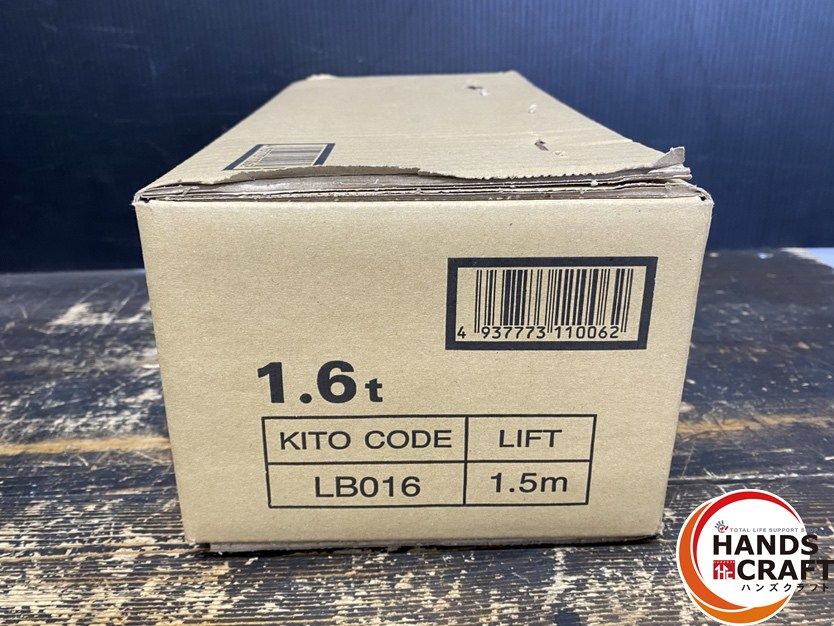 4 937773 110062
1.6t
KITO CODE LIFT
LB016 1.5m
TOTAL LIFE SUPPORT
HANDS
CRAFT
ハンズクラフト